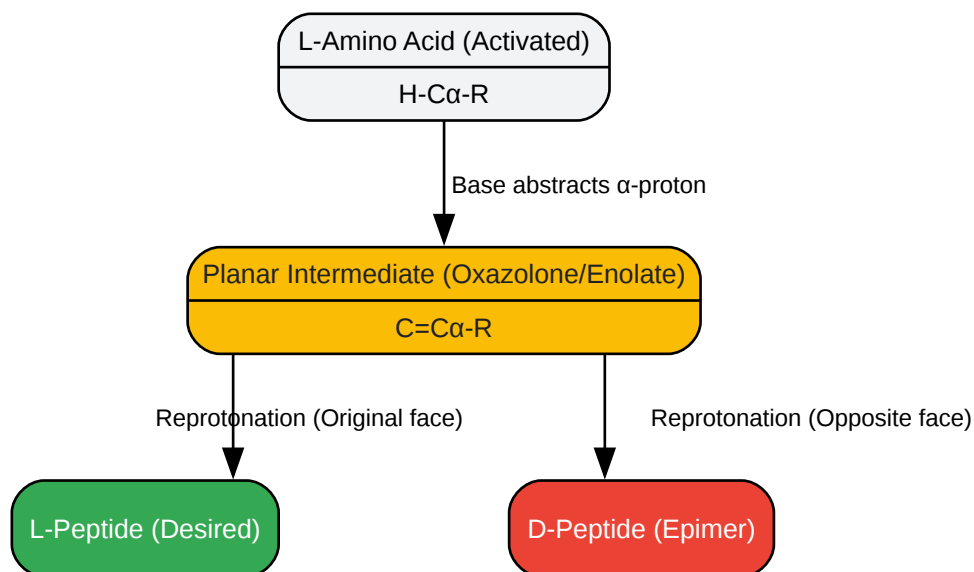 L-Amino Acid (Activated)
H-Cα-R
Base abstracts α-proton
Planar Intermediate (Oxazolone/Enolate)
C=Cα-R
Reprotonation (Original face)
Reprotonation (Opposite face)
L-Peptide (Desired)
D-Peptide (Epimer)